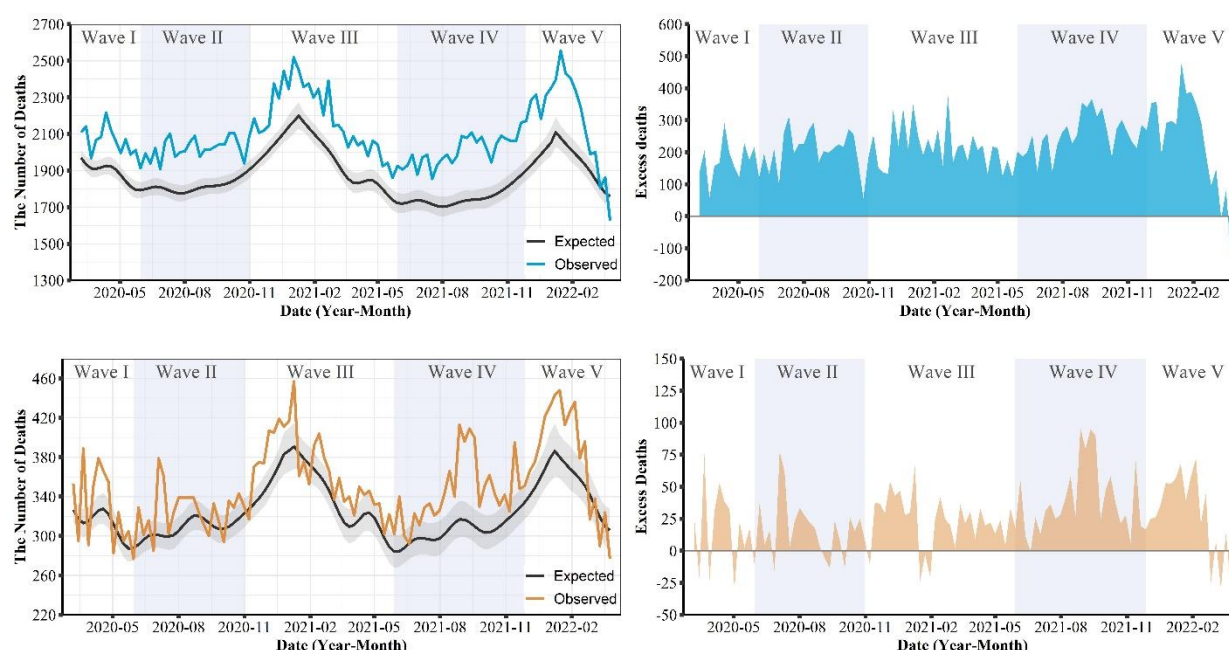 2700
2500
2300
2100
1900
1700
1500
1300
The Number of Deaths
Wave I Wave II Wave III Wave IV Wave V
Expected
Observed
2020-05 2020-08 2020-11 2021-02 2021-05 2021-08 2021-11 2022-02
Date (Year-Month)
600
500
400
300
200
100
0
-100
-200
Excess deaths
Wave I Wave II Wave III Wave IV Wave V
2020-05 2020-08 2020-11 2021-02 2021-05 2021-08 2021-11 2022-02
Date (Year-Month)
460
420
380
340
300
260
220
The Number of Deaths
Wave I Wave II Wave III Wave IV Wave V
Expected
Observed
2020-05 2020-08 2020-11 2021-02 2021-05 2021-08 2021-11 2022-02
Date (Year-Month)
150
125
100
75
50
25
0
-25
-50
Excess Deaths
Wave I Wave II Wave III Wave IV Wave V
2020-05 2020-08 2020-11 2021-02 2021-05 2021-08 2021-11 2022-02
Date (Year-Month)